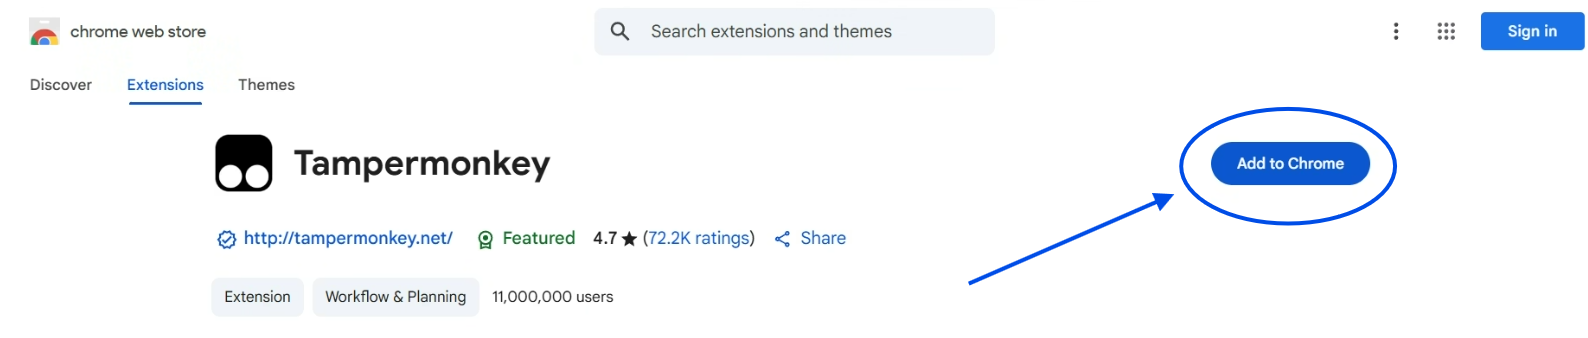 chrome web store
Search extensions and themes
Sign in
Discover Extensions Themes
Tampermonkey
Add to Chrome
http://tampermonkey.net/ Featured 4.7 ★ (72.2K ratings) Share
Extension Workflow & Planning 11,000,000 users